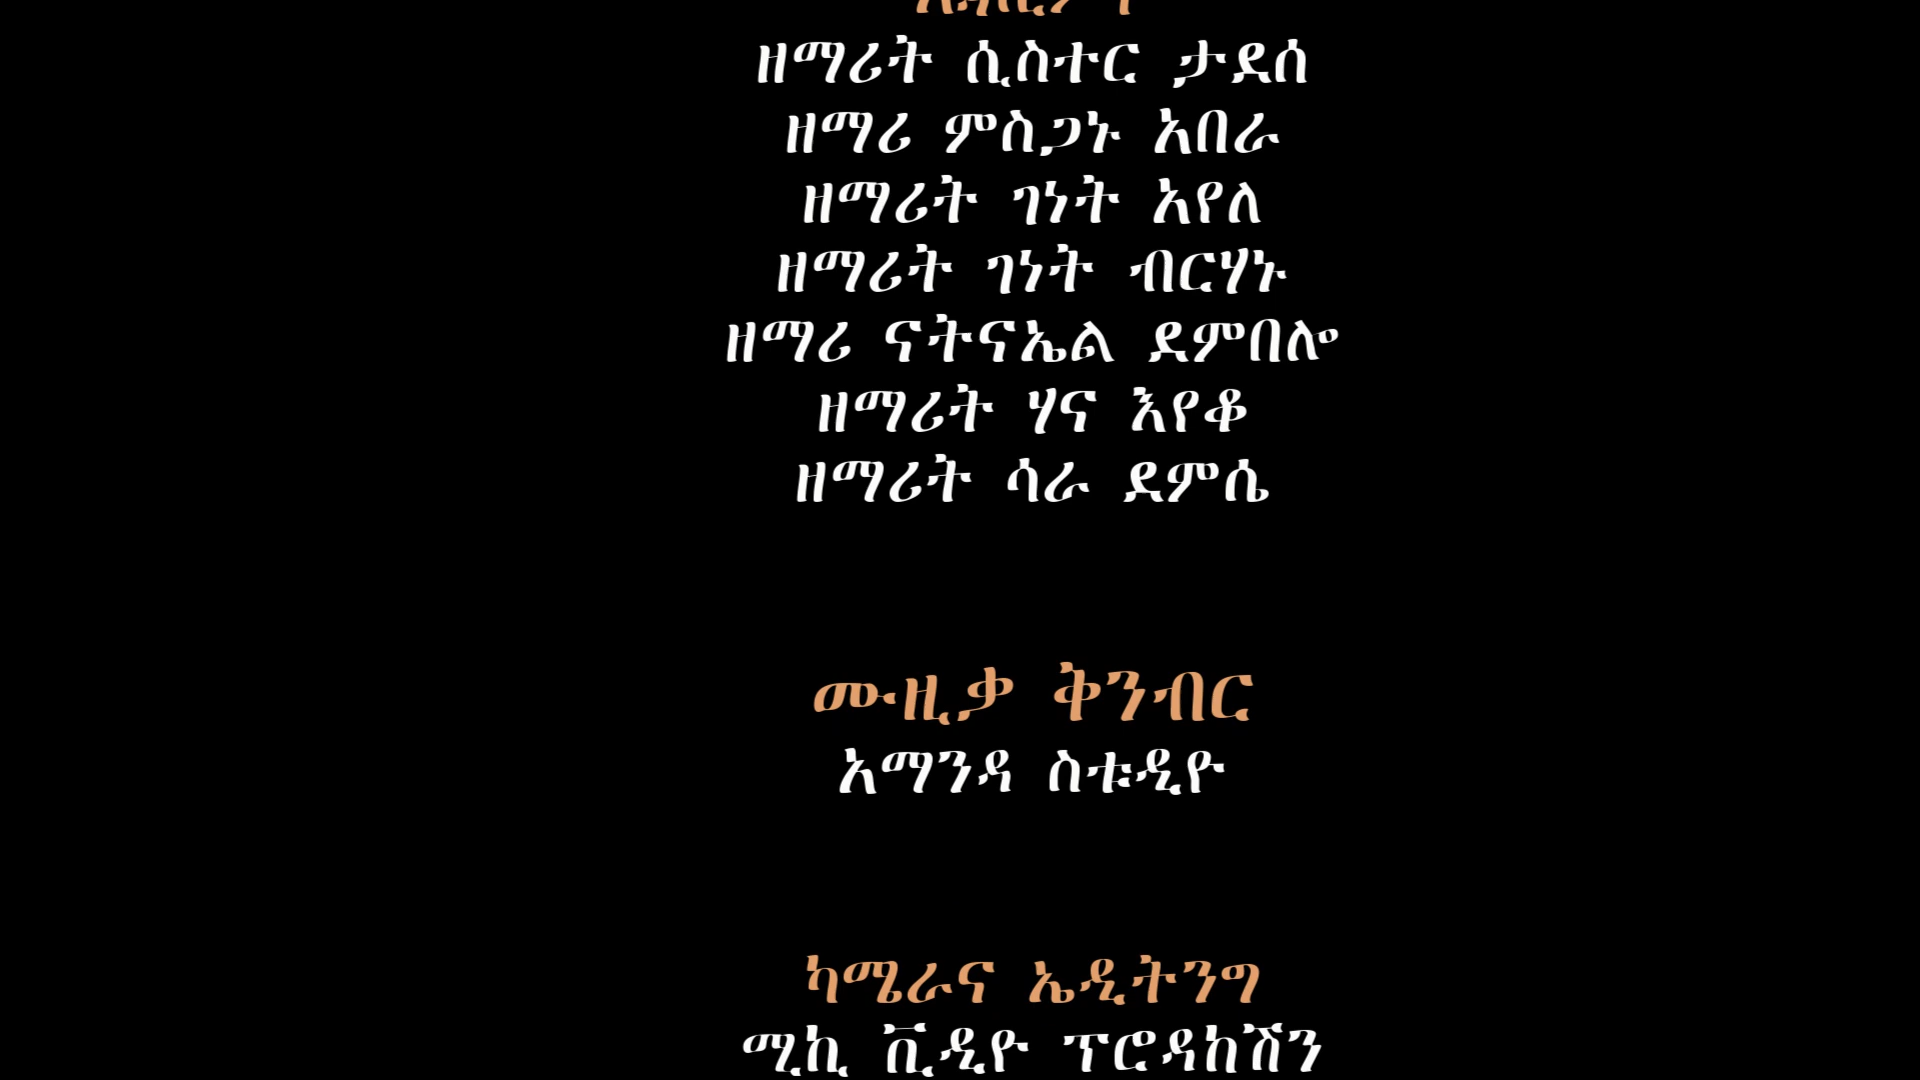 ዘማሪት ሲስተር ታደሰ
ዘማሪ ምስጋኑ አበራ
ዘማሪት ገነት አየለ
ዘማሪት ገነት ብርሃኑ
ዘማሪ ናትናኤል ደምበሎ
ዘማሪት ሃና እየቆ
ዘማሪት ሳራ ደምሴ
ሙዚቃ ቅንብር
አማንዳ ስቱዲዮ
ካሜራና ኤዲትንግ
ሚኪ ቪዲዮ ፕሮዳከሽን